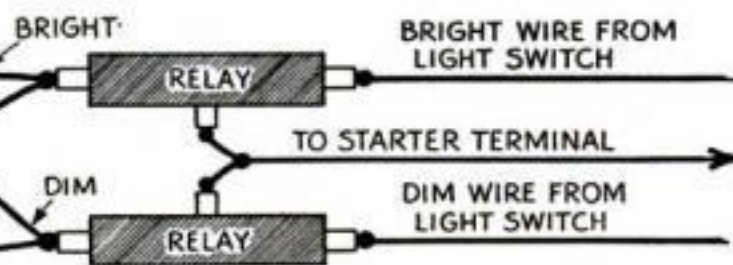 BRIGHT
RELAY
BRIGHT WIRE FROM
LIGHT SWITCH
TO STARTER TERMINAL
DIM
RELAY
DIM WIRE FROM
LIGHT SWITCH